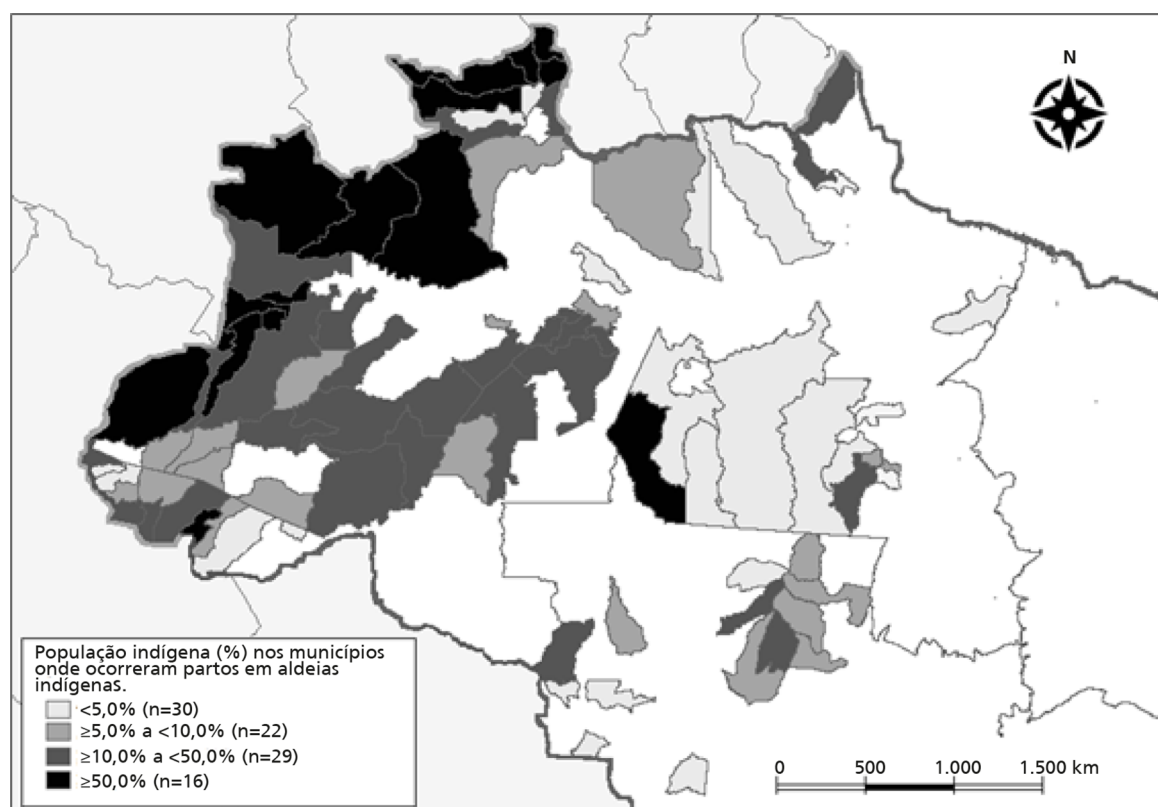 N
População indígena (%) nos municípios
onde ocorreram partos em aldeias
indígenas.
<5,0% (n=30)
≥5,0% a <10,0% (n=22)
≥10,0% a <50,0% (n=29)
≥50,0% (n=16)
0 500 1.000 1.500 km